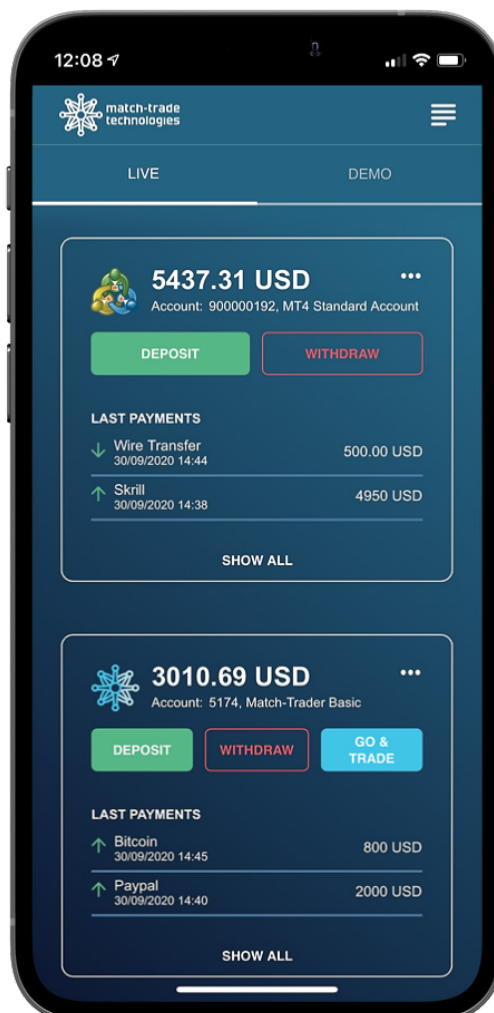 12:08
match-trade
technologies
LIVE DEMO
5437.31 USD
Account: 900000192, MT4 Standard Account
DEPOSIT WITHDRAW
LAST PAYMENTS
Wire Transfer 500.00 USD
30/09/2020 14:44
Skrill 4950 USD
30/09/2020 14:38
SHOW ALL
3010.69 USD
Account: 5174, Match-Trader Basic
DEPOSIT WITHDRAW GO &
TRADE
LAST PAYMENTS
Bitcoin 800 USD
30/09/2020 14:45
Paypal 2000 USD
30/09/2020 14:40
SHOW ALL